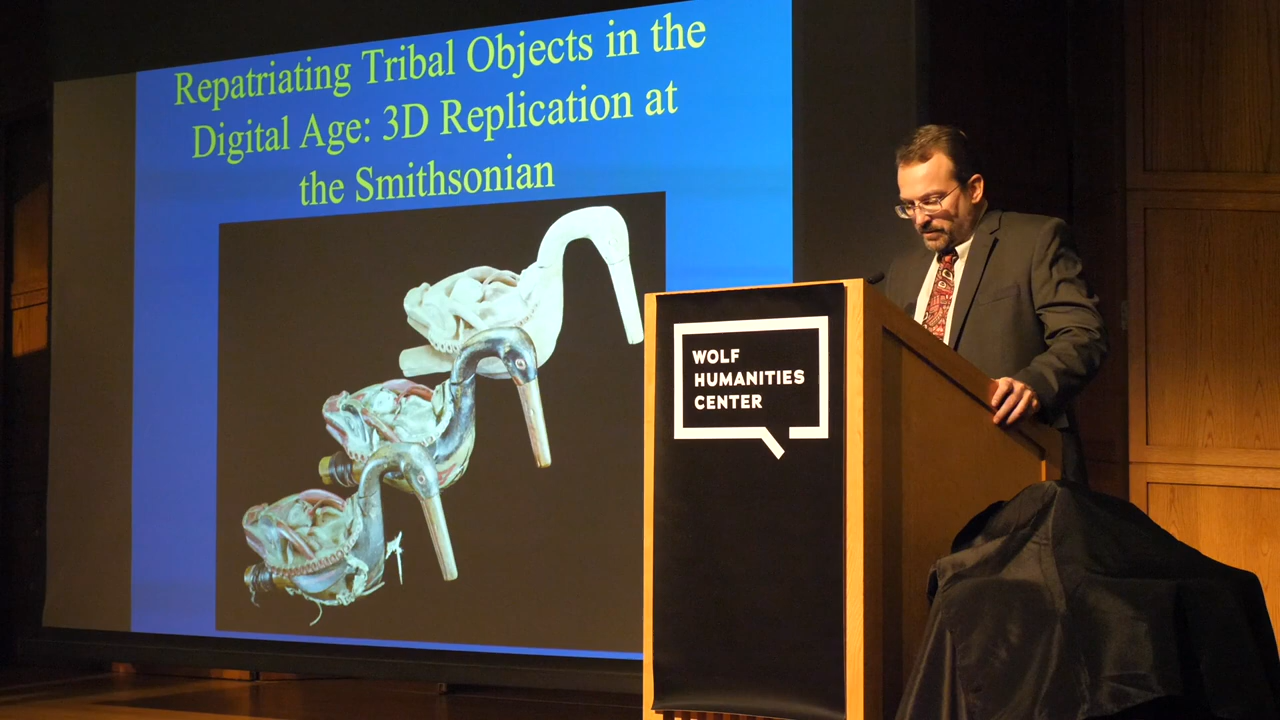 Repatriating Tribal Objects in the
Digital Age: 3D Replication at
the Smithsonian
WOLF
HUMANITIES
CENTER